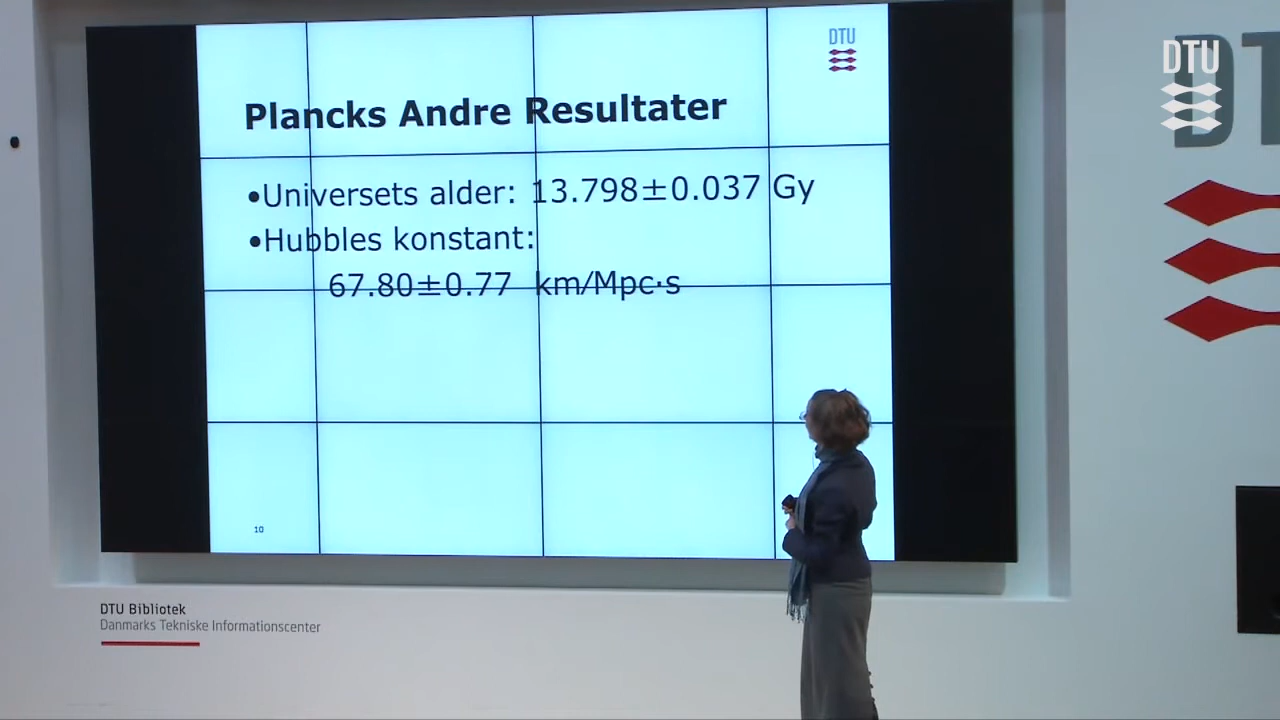 DTU
DTU
Plancks Andre Resultater
•Universets alder: 13.798±0.037 Gy
•Hubbles konstant:
67.80±0.77 km/Mpc·s
10
DTU Bibliotek
Danmarks Tekniske Informationscenter